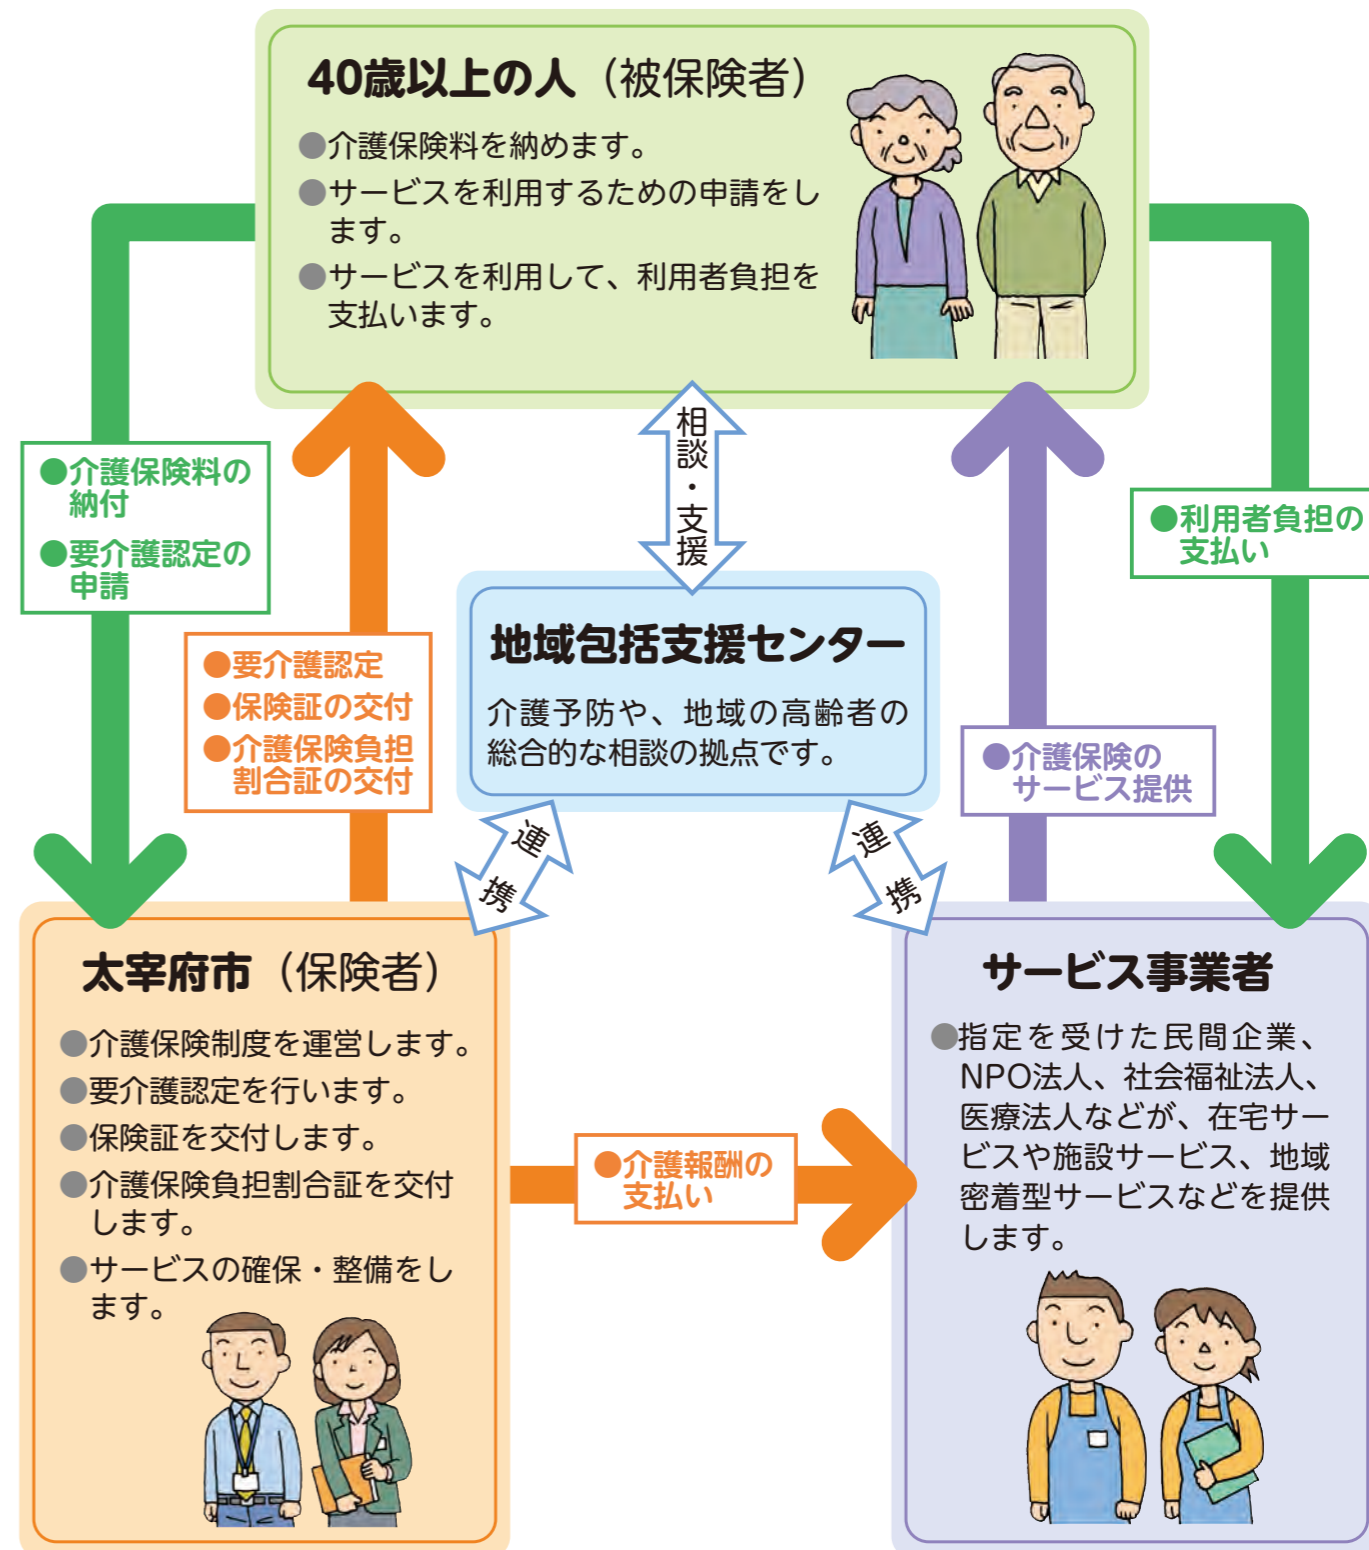 40歳以上の人（被保険者）
●介護保険料を納めます。
●サービスを利用するための申請をし
ます。
●サービスを利用して、利用者負担を
支払います。
相談・支援
●介護保険料の
納付
●要介護認定の
申請
●利用者負担の
支払い
●要介護認定
●保険証の交付
●介護保険負担
割合証の交付
地域包括支援センター
介護予防や、地域の高齢者の
総合的な相談の拠点です。
●介護保険の
サービス提供
連携
連携
太宰府市（保険者）
●介護保険制度を運営します。
●要介護認定を行います。
●保険証を交付します。
●介護保険負担割合証を交付
します。
●サービスの確保・整備をし
ます。
●介護報酬の
支払い
サービス事業者
●指定を受けた民間企業、
NPO法人、社会福祉法人、
医療法人などが、在宅サー
ビスや施設サービス、地域
密着型サービスなどを提供
します。